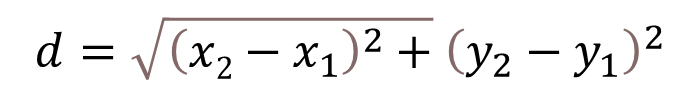 d = √(x₂ − x₁)² + (y₂ − y₁)²